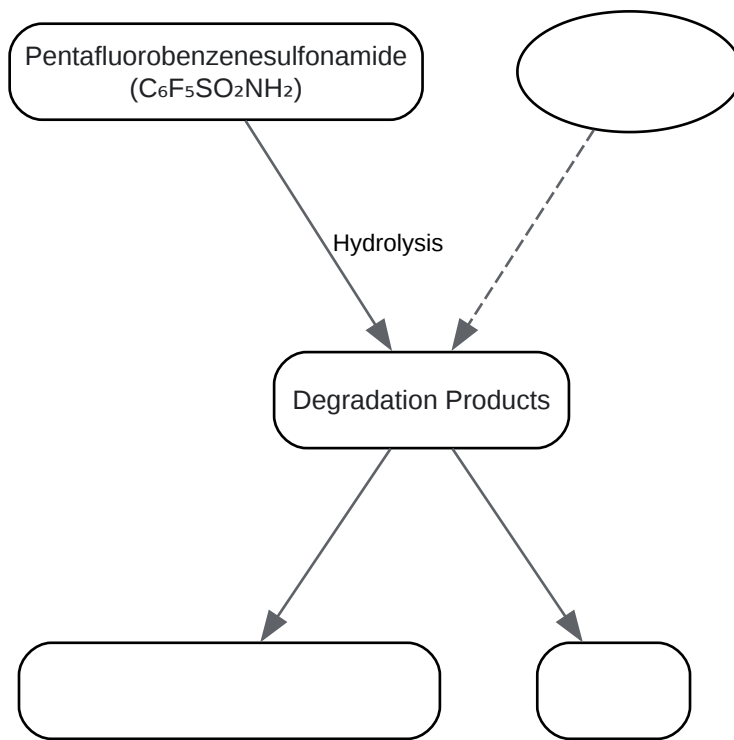 Pentafluorobenzenesulfonamide
(C₆F₅SO₂NH₂)
Hydrolysis
Degradation Products